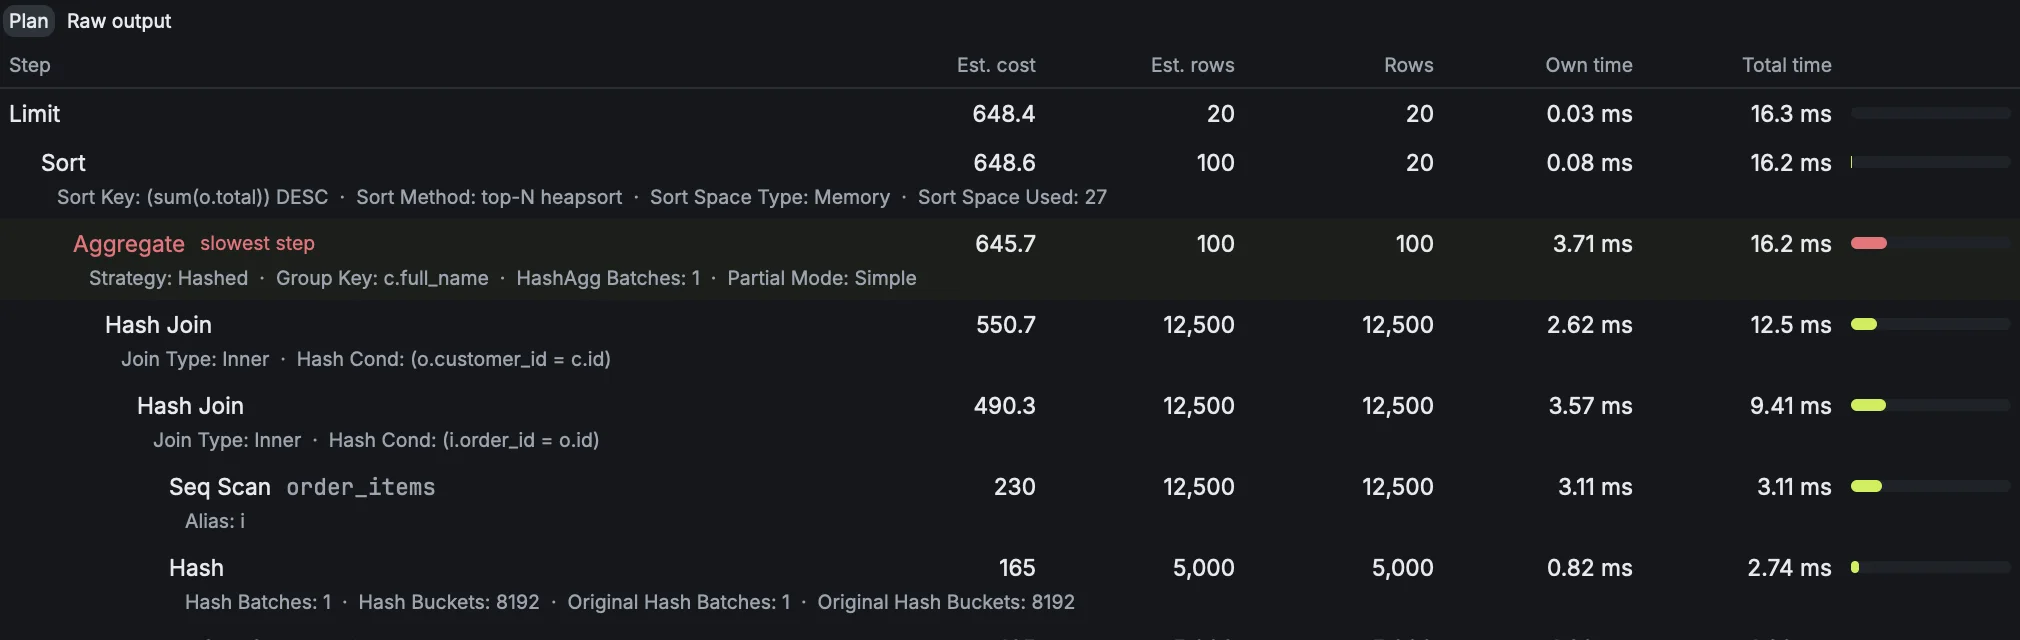 Plan Raw output
Step Est. cost Est. rows Rows Own time Total time
Limit 648.4 20 20 0.03 ms 16.3 ms
Sort 648.6 100 20 0.08 ms 16.2 ms
Sort Key: (sum(o.total)) DESC · Sort Method: top-N heapsort · Sort Space Type: Memory · Sort Space Used: 27
Aggregate slowest step 645.7 100 100 3.71 ms 16.2 ms
Strategy: Hashed · Group Key: c.full_name · HashAgg Batches: 1 · Partial Mode: Simple
Hash Join 550.7 12,500 12,500 2.62 ms 12.5 ms
Join Type: Inner · Hash Cond: (o.customer_id = c.id)
Hash Join 490.3 12,500 12,500 3.57 ms 9.41 ms
Join Type: Inner · Hash Cond: (i.order_id = o.id)
Seq Scan order_items 230 12,500 12,500 3.11 ms 3.11 ms
Alias: i
Hash 165 5,000 5,000 0.82 ms 2.74 ms
Hash Batches: 1 · Hash Buckets: 8192 · Original Hash Batches: 1 · Original Hash Buckets: 8192